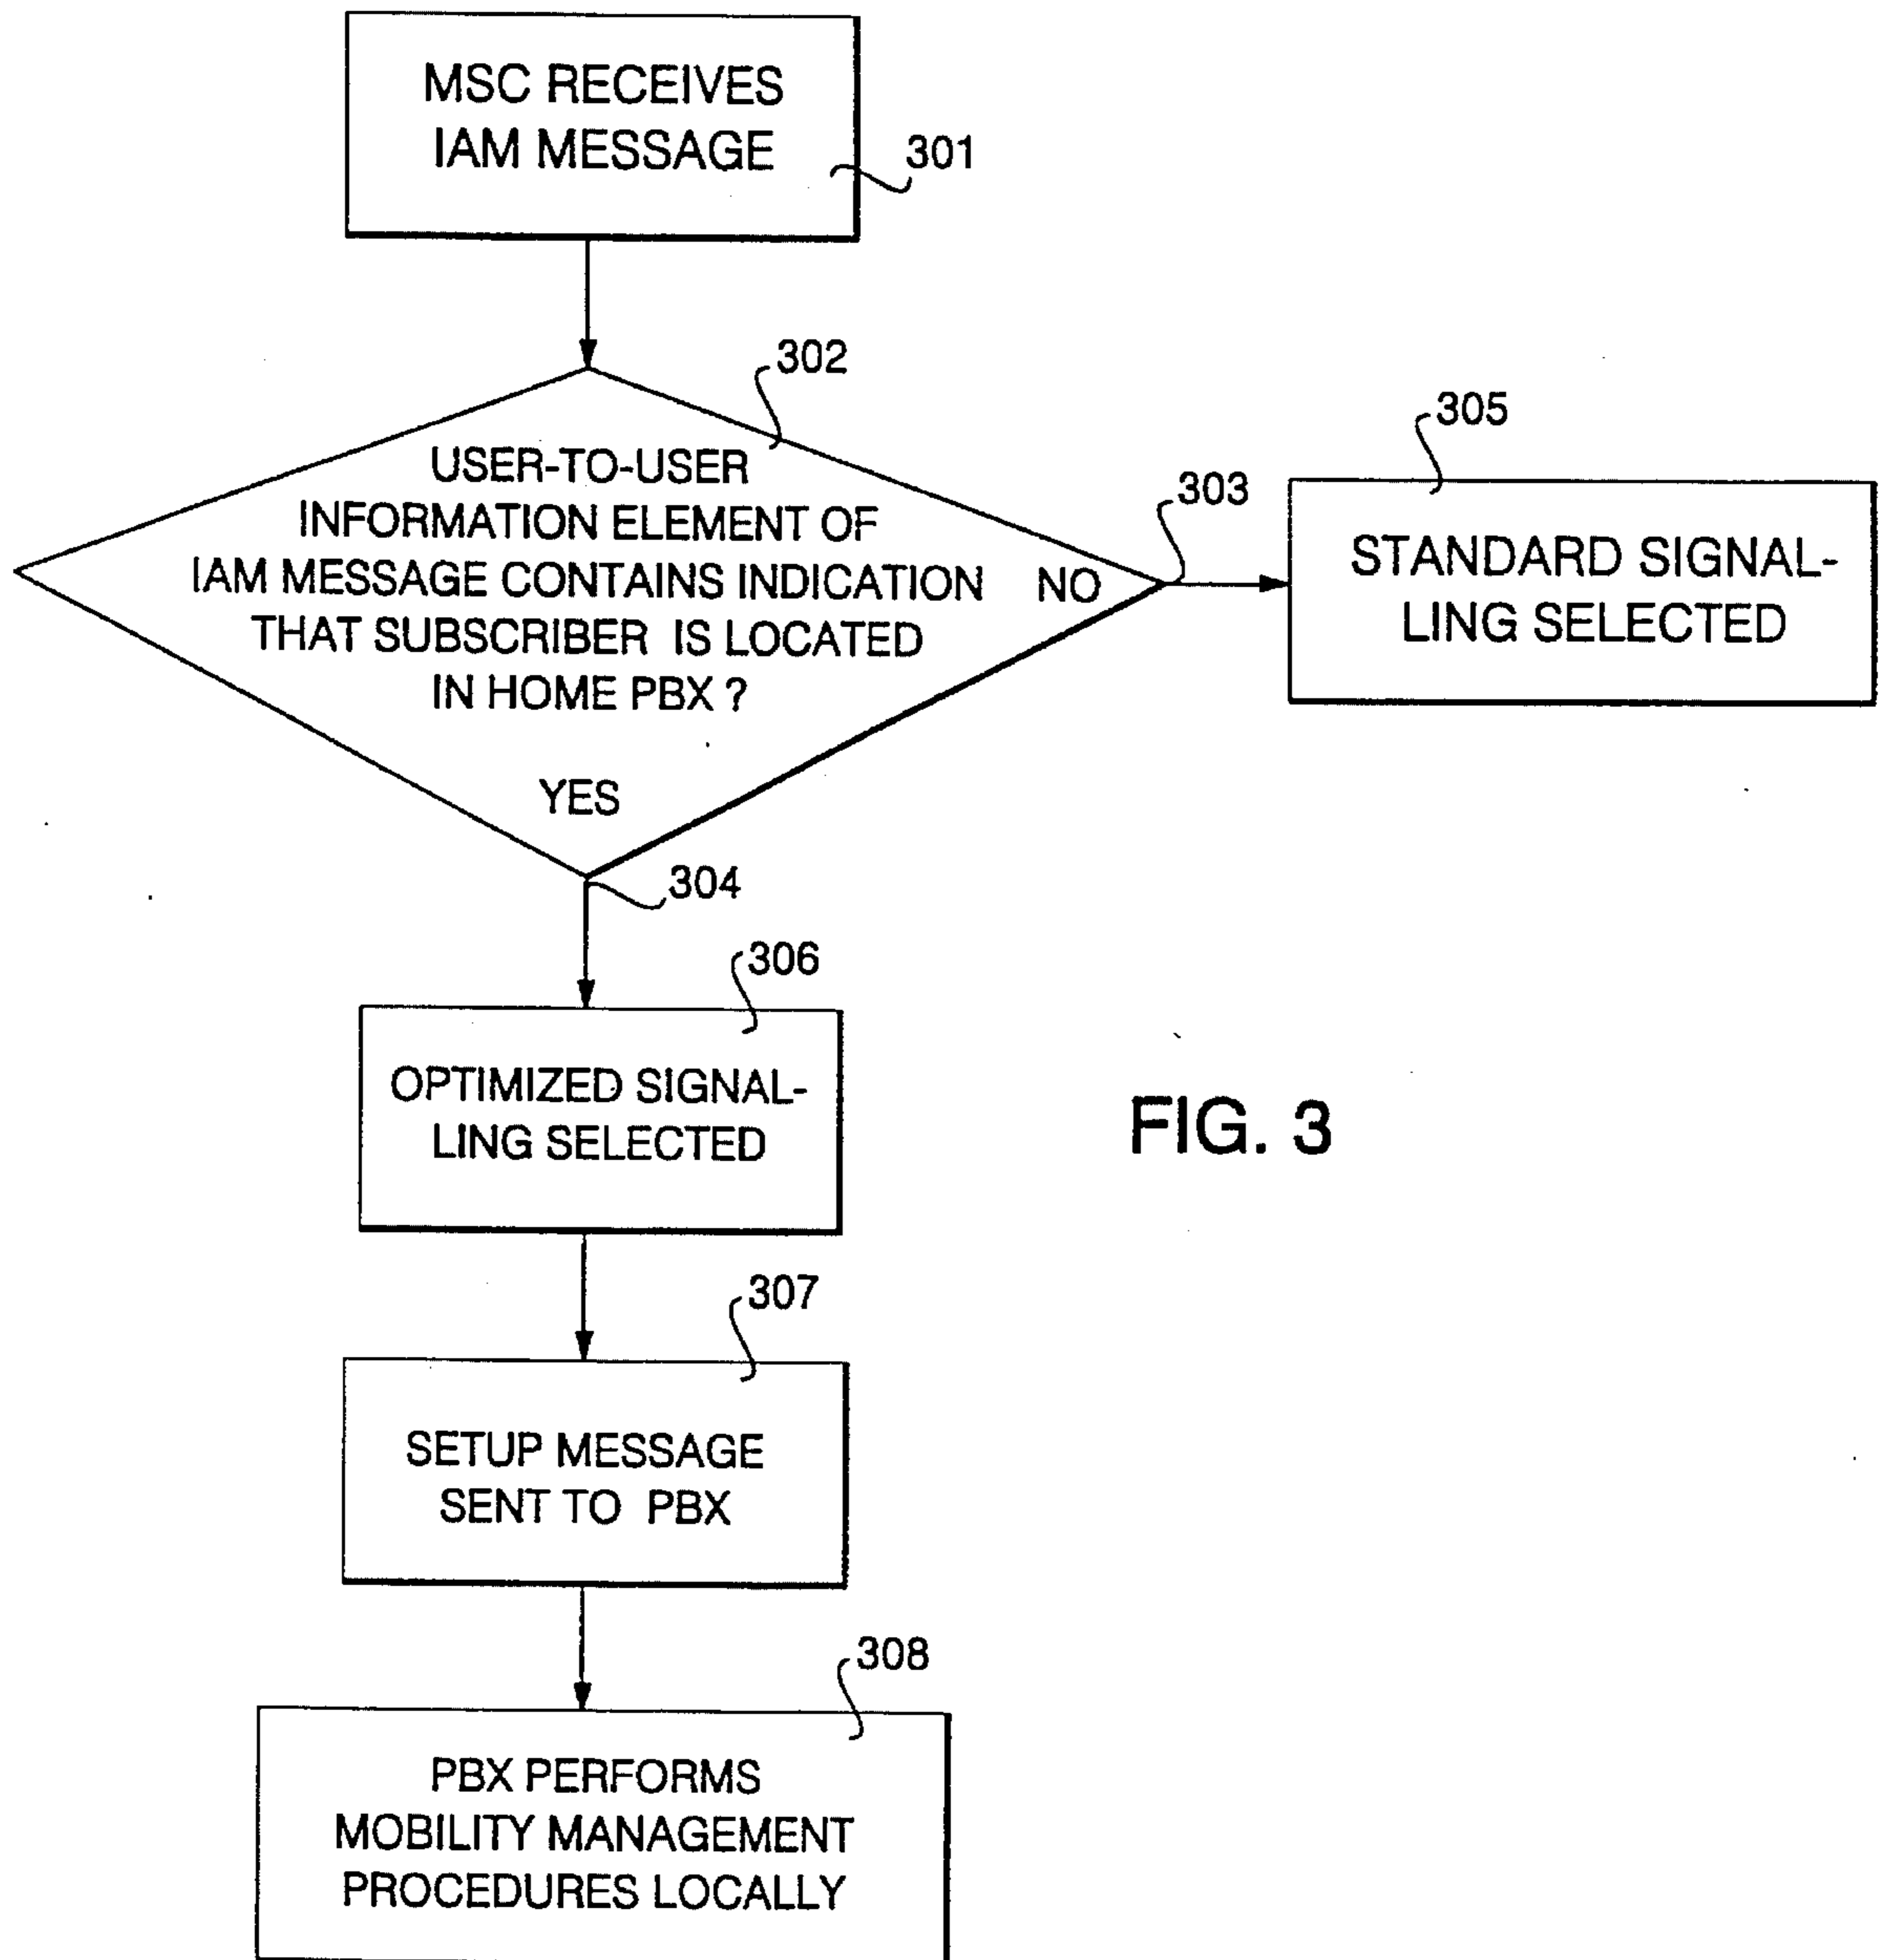 MSC RECEIVES
IAM MESSAGE
301
302
USER-TO-USER
INFORMATION ELEMENT OF
IAM MESSAGE CONTAINS INDICATION
THAT SUBSCRIBER IS LOCATED
IN HOME PBX ?
NO
303
305
STANDARD SIGNAL-
LING SELECTED
YES
304
306
OPTIMIZED SIGNAL-
LING SELECTED
FIG. 3
307
SETUP MESSAGE
SENT TO PBX
308
PBX PERFORMS
MOBILITY MANAGEMENT
PROCEDURES LOCALLY